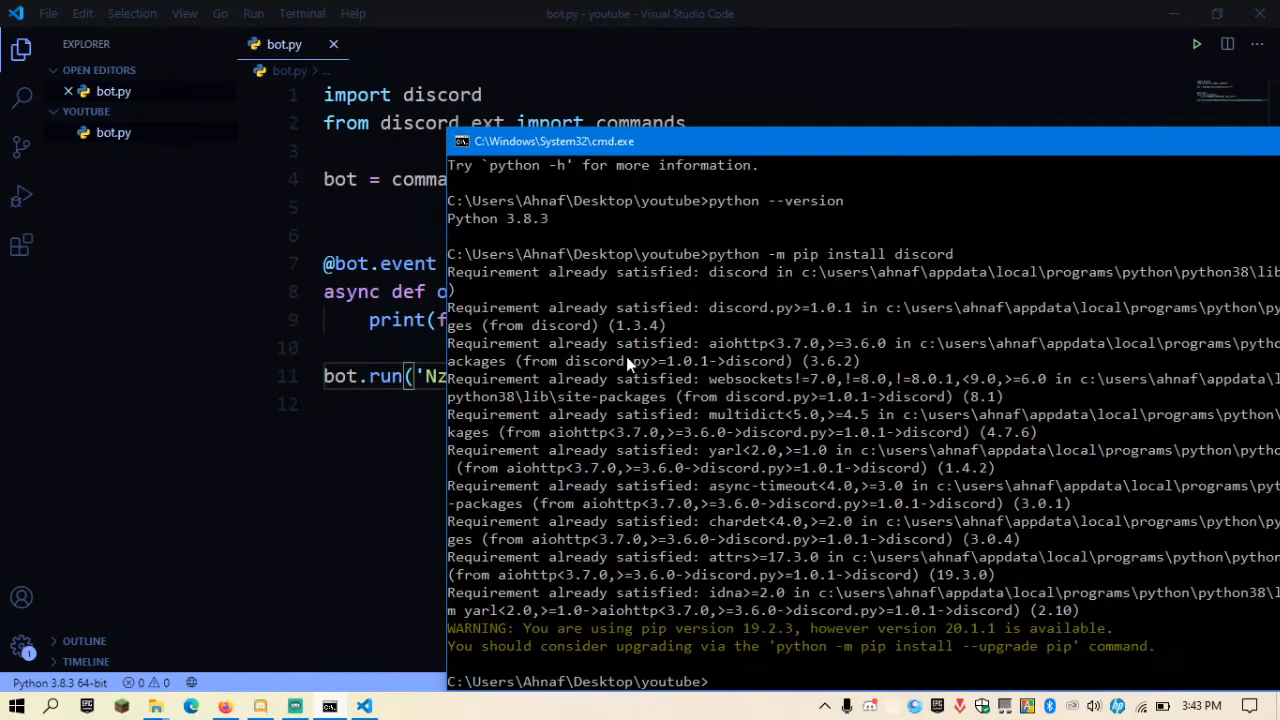 File Edit Selection View Go Run Terminal Help
bot.py - youtube - Visual Studio Code
EXPLORER
OPEN EDITORS
bot.py
YOUTUBE
bot.py
OUTLINE
TIMELINE
bot.py
bot.py > ...
1 import discord
2 from discord.ext import commands
3
4 bot = comma
5
6
7 @bot.event
8 async def o
9 print(f
10
11 bot.run('Nz
12
C:\Windows\System32\cmd.exe
Try `python -h' for more information.
C:\Users\Ahnaf\Desktop\youtube>python --version
Python 3.8.3
C:\Users\Ahnaf\Desktop\youtube>python -m pip install discord
Requirement already satisfied: discord in c:\users\ahnaf\appdata\local\programs\python\python38\lib
)
Requirement already satisfied: discord.py>=1.0.1 in c:\users\ahnaf\appdata\local\programs\python\p
ges (from discord) (1.3.4)
Requirement already satisfied: aiohttp<3.7.0,>=3.6.0 in c:\users\ahnaf\appdata\local\programs\pytho
ackages (from discord.py>=1.0.1->discord) (3.6.2)
Requirement already satisfied: websockets!=7.0,!=8.0,!=8.0.1,<9.0,>=6.0 in c:\users\ahnaf\appdata\l
python38\lib\site-packages (from discord.py>=1.0.1->discord) (8.1)
Requirement already satisfied: multidict<5.0,>=4.5 in c:\users\ahnaf\appdata\local\programs\python\
kages (from aiohttp<3.7.0,>=3.6.0->discord.py>=1.0.1->discord) (4.7.6)
Requirement already satisfied: yarl<2.0,>=1.0 in c:\users\ahnaf\appdata\local\programs\python\pytho
(from aiohttp<3.7.0,>=3.6.0->discord.py>=1.0.1->discord) (1.4.2)
Requirement already satisfied: async-timeout<4.0,>=3.0 in c:\users\ahnaf\appdata\local\programs\pyt
-packages (from aiohttp<3.7.0,>=3.6.0->discord.py>=1.0.1->discord) (3.0.1)
Requirement already satisfied: chardet<4.0,>=2.0 in c:\users\ahnaf\appdata\local\programs\python\py
ges (from aiohttp<3.7.0,>=3.6.0->discord.py>=1.0.1->discord) (3.0.4)
Requirement already satisfied: attrs>=17.3.0 in c:\users\ahnaf\appdata\local\programs\python\python
(from aiohttp<3.7.0,>=3.6.0->discord.py>=1.0.1->discord) (19.3.0)
Requirement already satisfied: idna>=2.0 in c:\users\ahnaf\appdata\local\programs\python\python38\l
m yarl<2.0,>=1.0->aiohttp<3.7.0,>=3.6.0->discord.py>=1.0.1->discord) (2.10)
WARNING: You are using pip version 19.2.3, however version 20.1.1 is available.
You should consider upgrading via the 'python -m pip install --upgrade pip' command.
C:\Users\Ahnaf\Desktop\youtube>
1
Python 3.8.3 64-bit 0 0
3:43 PM